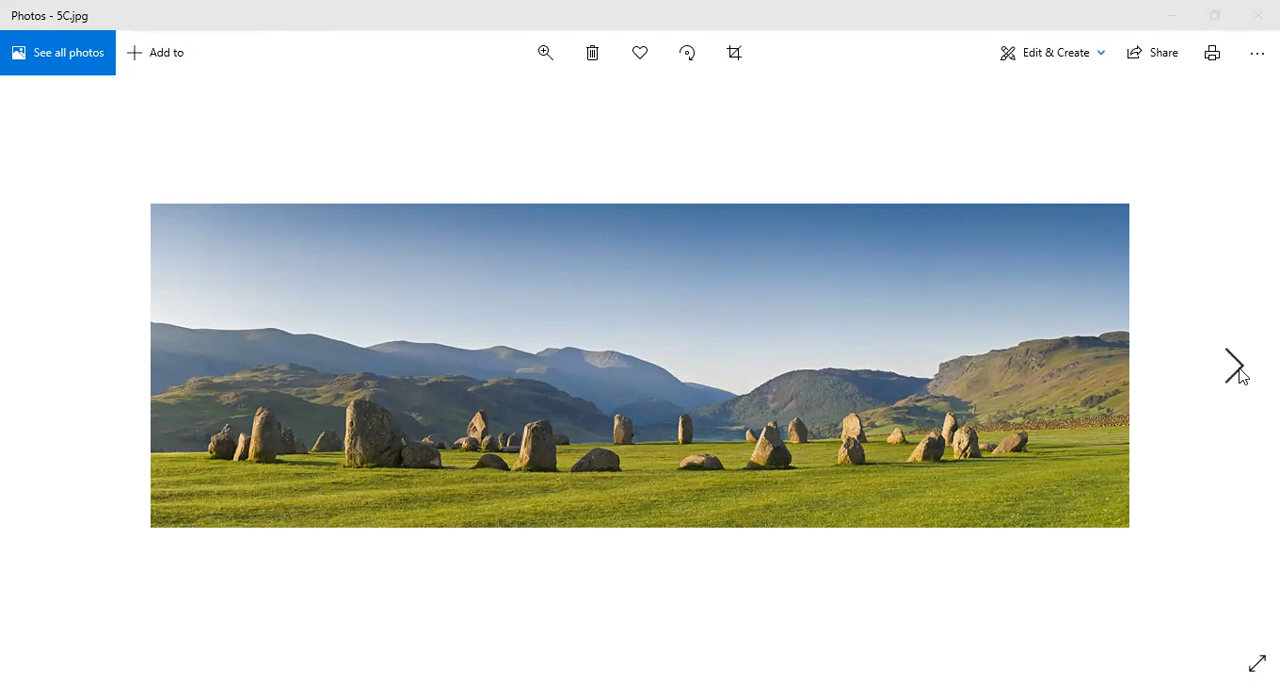 Photos - 5C.jpg
See all photos
Add to
Edit & Create
Share